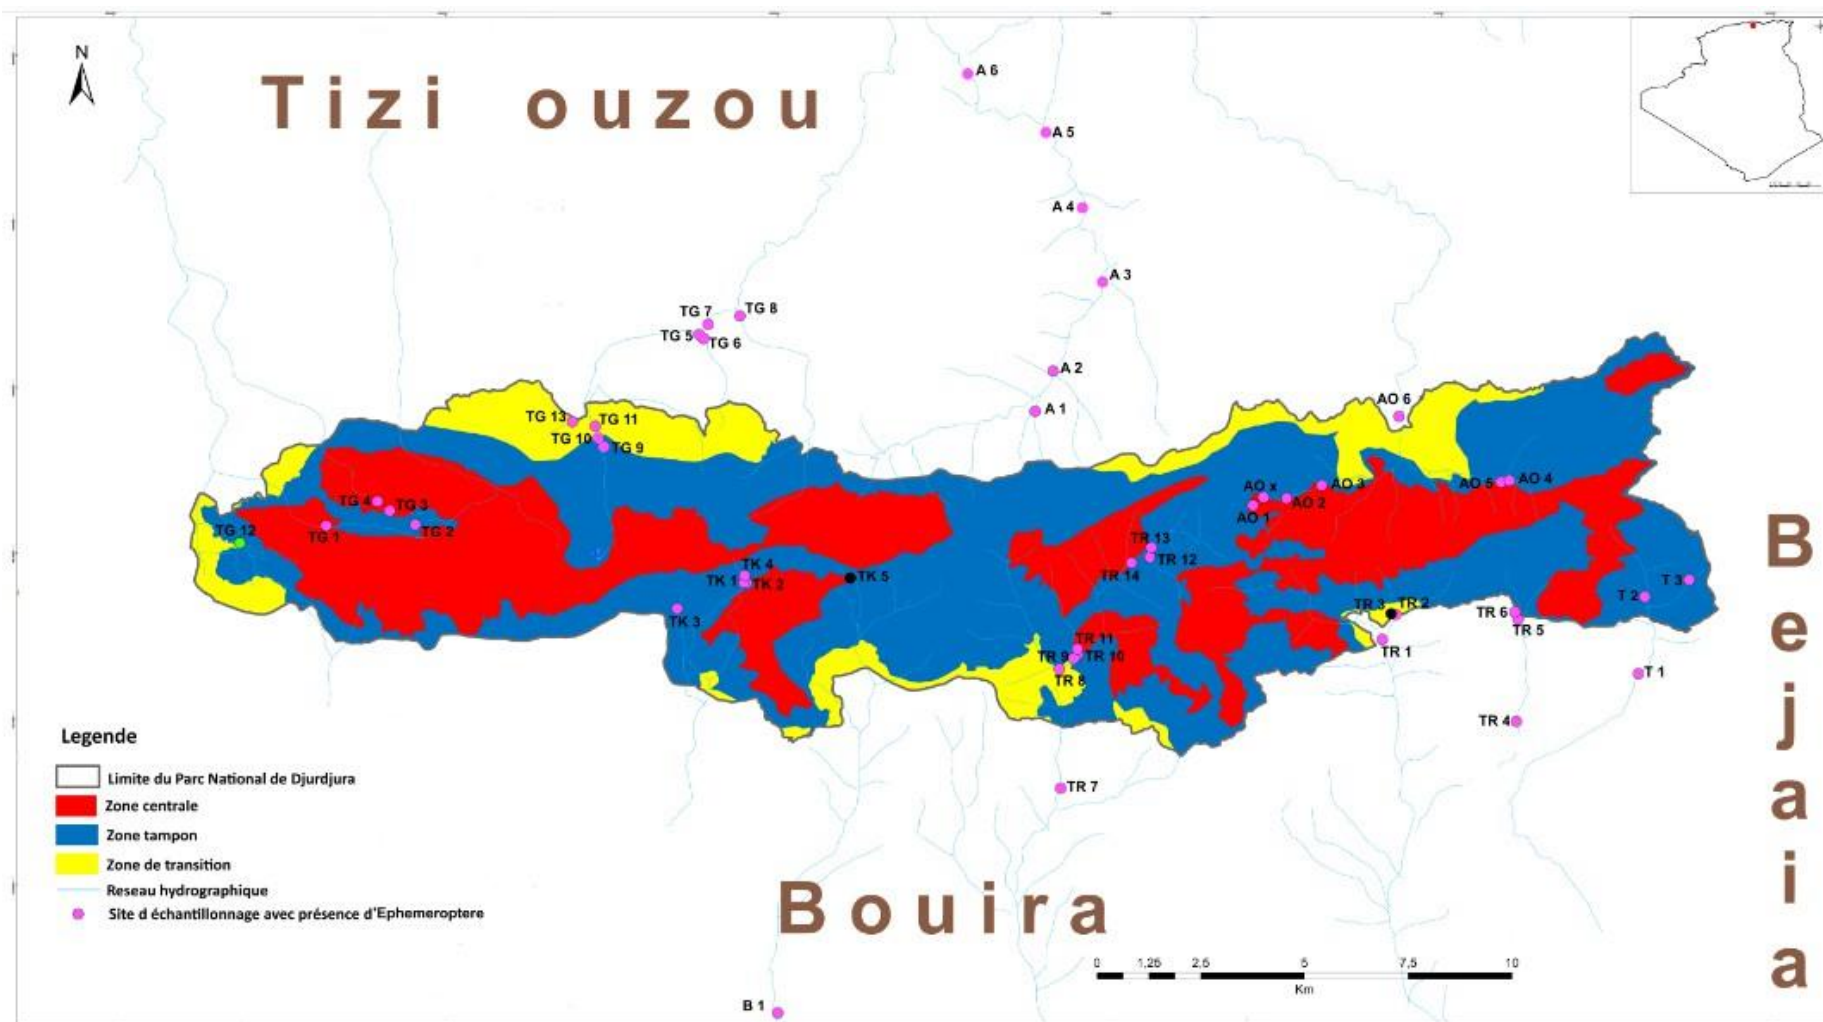 N
Tizi ouzou
A 6
A 5
A 4
A 3
TG 7
TG 8
TG 5
TG 6
A 2
A 1
AO 6
TG 13
TG 11
TG 10
TG 9
TG 4
TG 3
TG 12
TG 1
TG 2
AO x
AO 3
AO 5
AO 4
AO 1
AO 2
TR 13
TR 12
TR 14
TK 4
TK 1
TK 2
TK 5
TK 3
T 3
T 2
TR 3
TR 2
TR 6
TR 5
TR 1
TR 11
TR 9
TR 10
TR 8
T 1
TR 4
TR 7
Bejaia
Legende
Limite du Parc National de Djurdjura
Zone centrale
Zone tampon
Zone de transition
Reseau hydrographique
Site d échantillonnage avec présence d'Ephemeroptere
Bouira
0 1,25 2,5 5 7,5 10
Km
B 1